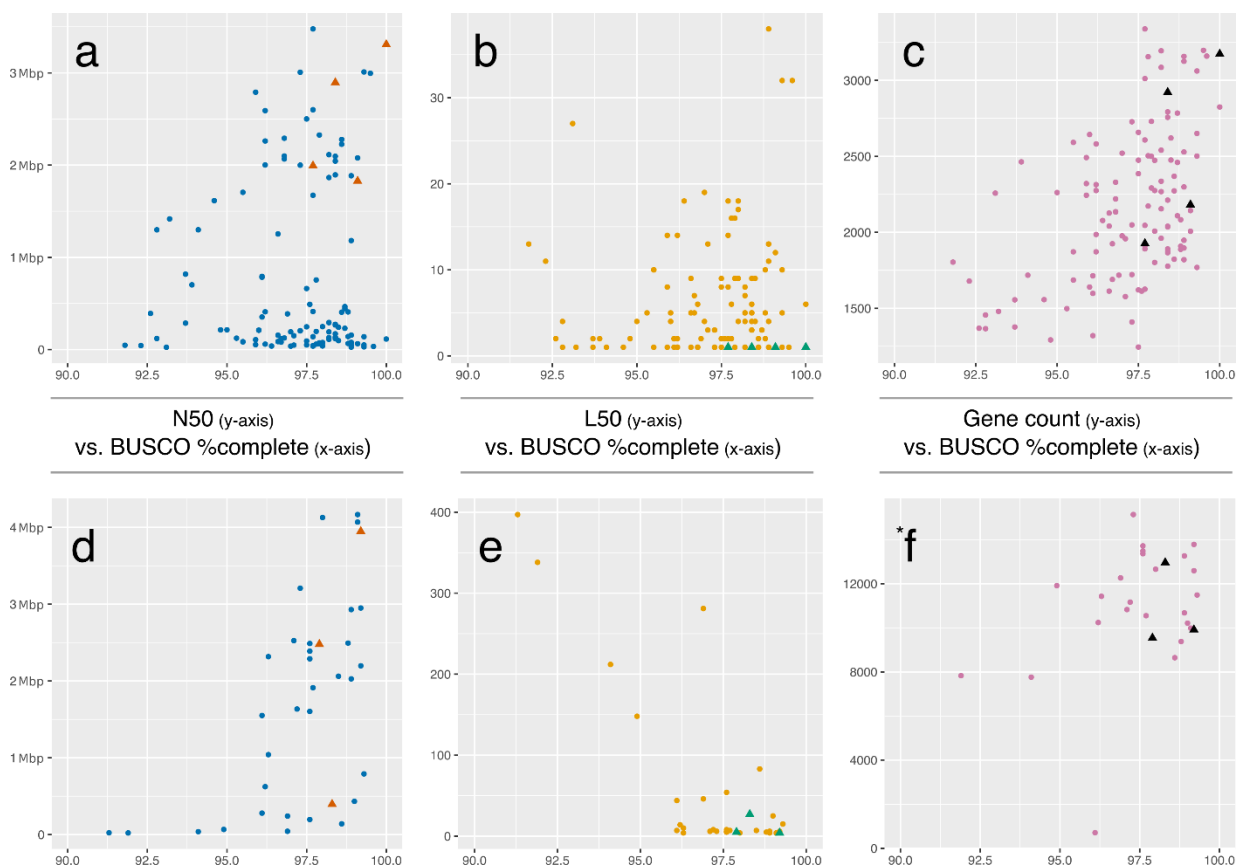 a
3 Mbp
2 Mbp
1 Mbp
0
90.0 92.5 95.0 97.5 100.0
b
30
20
10
0
90.0 92.5 95.0 97.5 100.0
c
3000
2500
2000
1500
90.0 92.5 95.0 97.5 100.0
N50 (y-axis)
vs. BUSCO %complete (x-axis)
L50 (y-axis)
vs. BUSCO %complete (x-axis)
Gene count (y-axis)
vs. BUSCO %complete (x-axis)
d
4 Mbp
3 Mbp
2 Mbp
1 Mbp
0
90.0 92.5 95.0 97.5 100.0
e
400
300
200
100
0
90.0 92.5 95.0 97.5 100.0
*f
12000
8000
4000
0
90.0 92.5 95.0 97.5 100.0